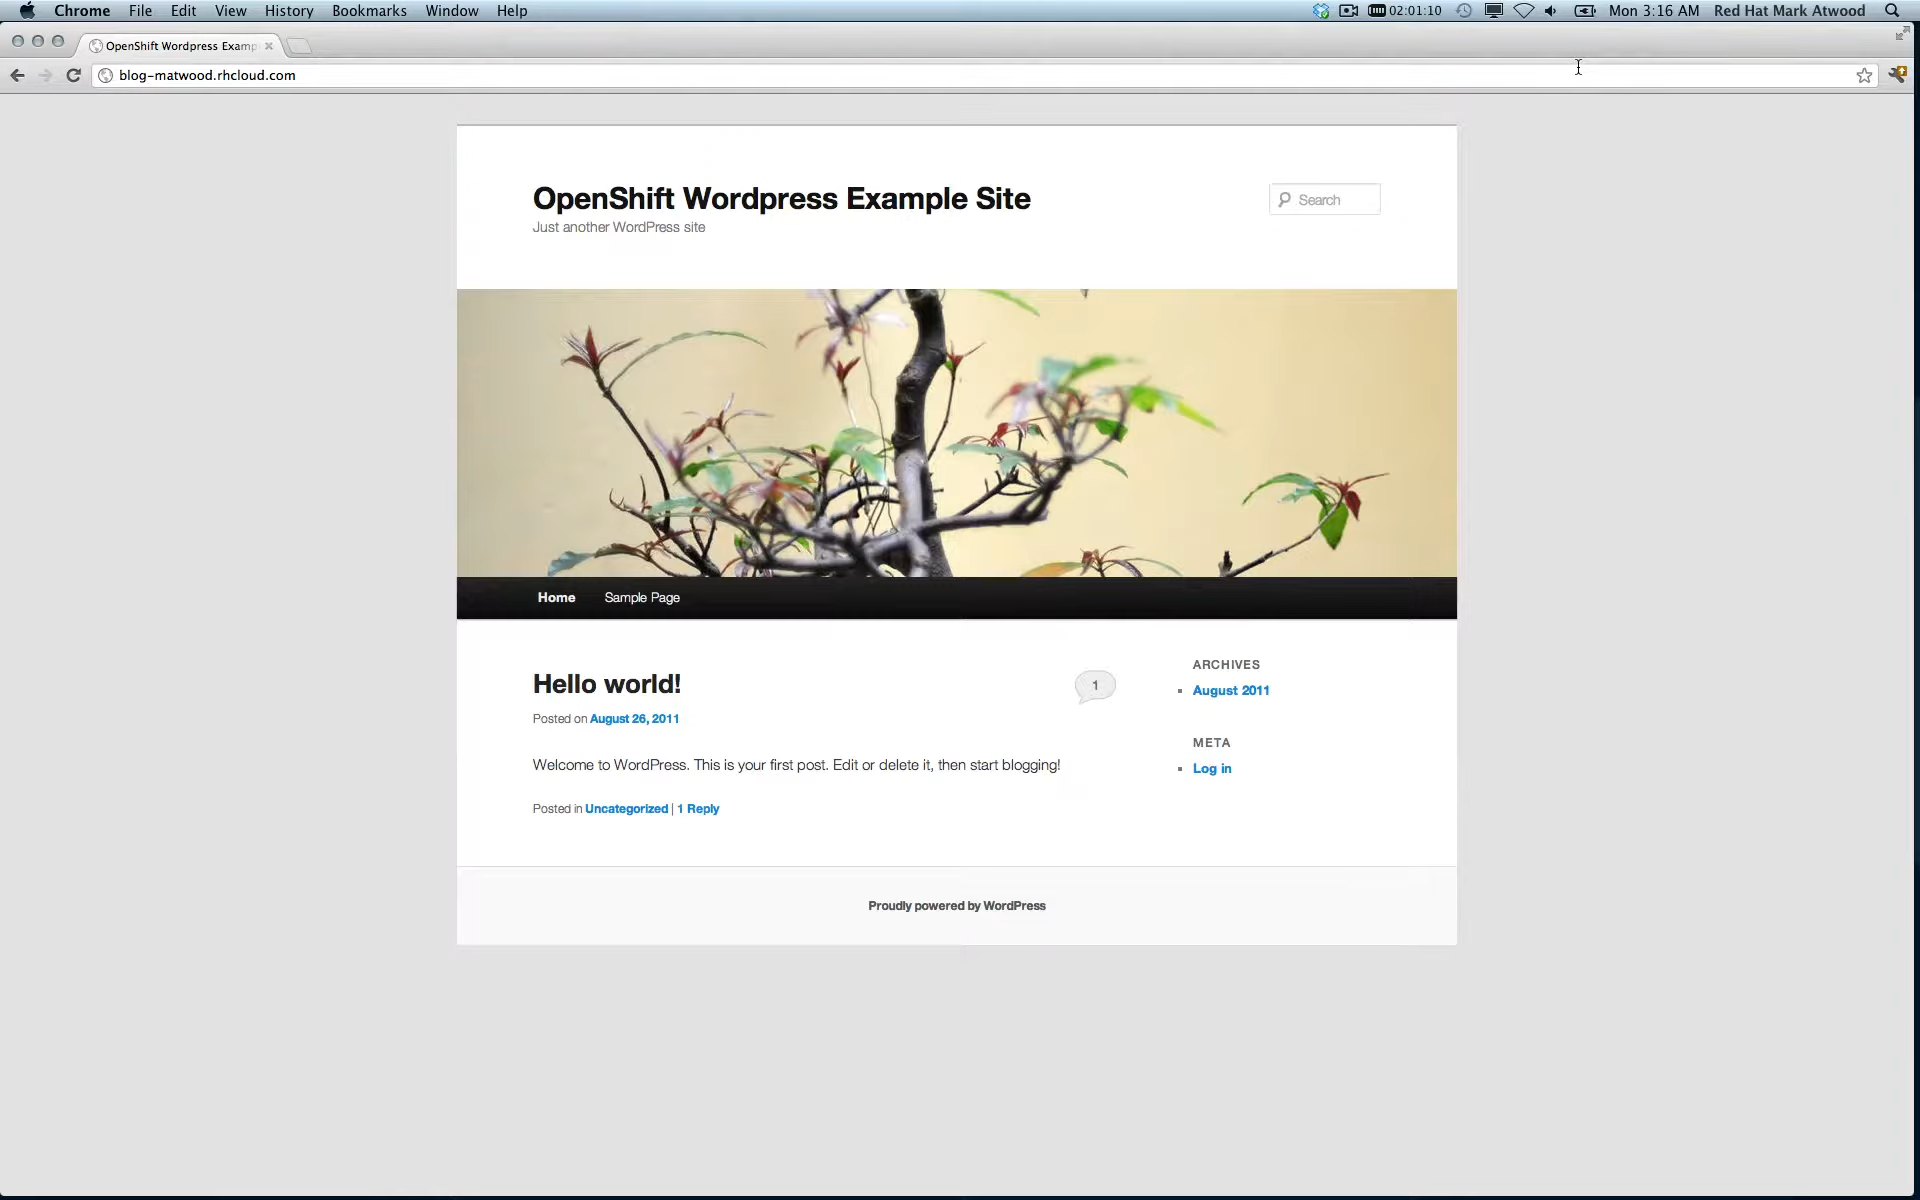 Chrome File Edit View History Bookmarks Window Help 02:01:10 Mon 3:16 AM Red Hat Mark Atwood
OpenShift Wordpress Examp
blog-matwood.rhcloud.com
OpenShift Wordpress Example Site
Search
Just another WordPress site
Home Sample Page
Hello world!
1
Posted on August 26, 2011
Welcome to WordPress. This is your first post. Edit or delete it, then start blogging!
Posted in Uncategorized | 1 Reply
ARCHIVES
August 2011
META
Log in
Proudly powered by WordPress